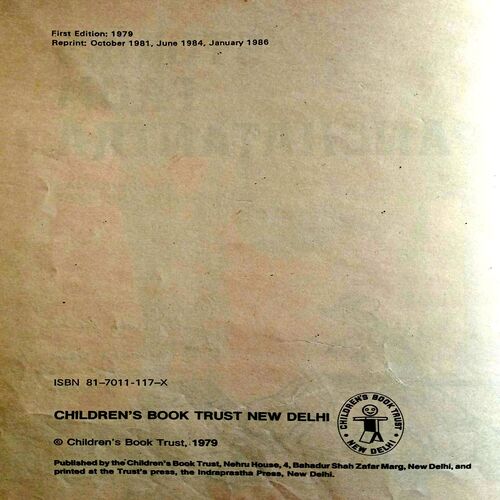 First Edition: 1979
Reprint: October 1981, June 1984, January 1986
ISBN 81-7011-117-X
CHILDREN'S BOOK TRUST NEW DELHI
CHILDREN'S BOOK TRUST
• NEW DELHI •
© Children's Book Trust, 1979
Published by the Children's Book Trust, Nehru House, 4, Bahadur Shah Zafar Marg, New Delhi, and
printed at the Trust's press, the Indraprastha Press, New Delhi.